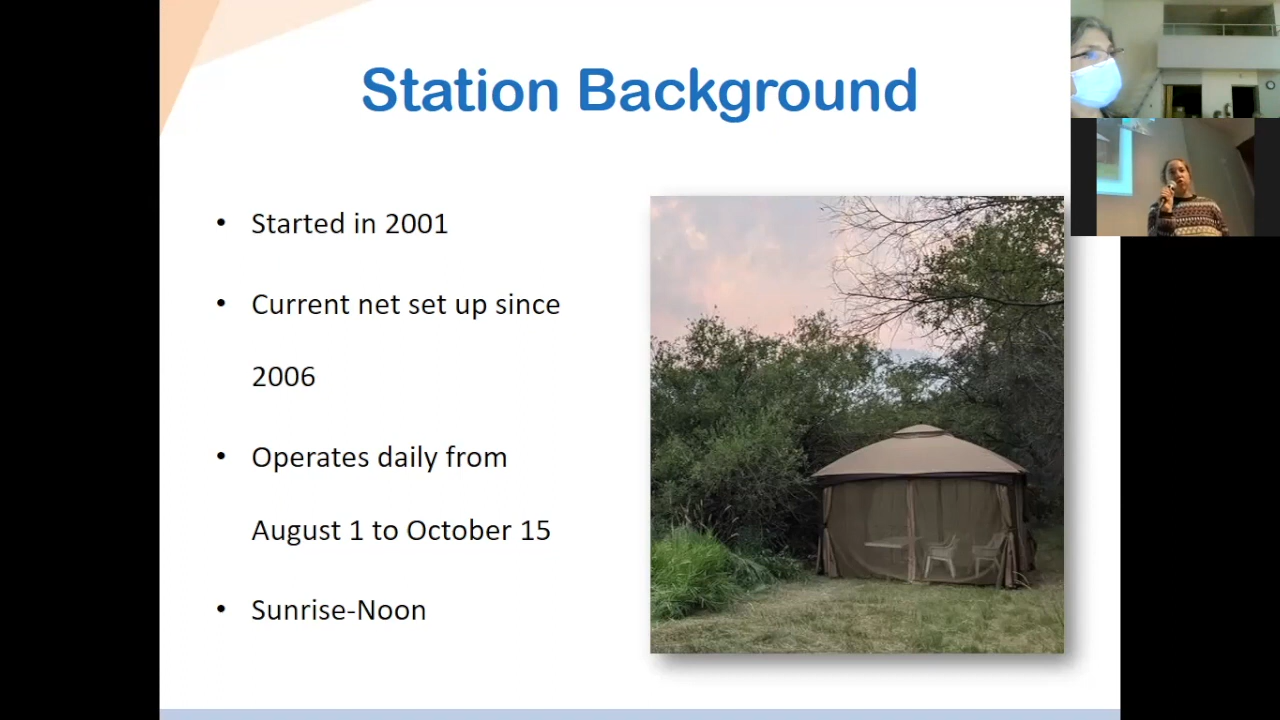 Station Background
• Started in 2001
• Current net set up since
2006
• Operates daily from
August 1 to October 15
• Sunrise-Noon